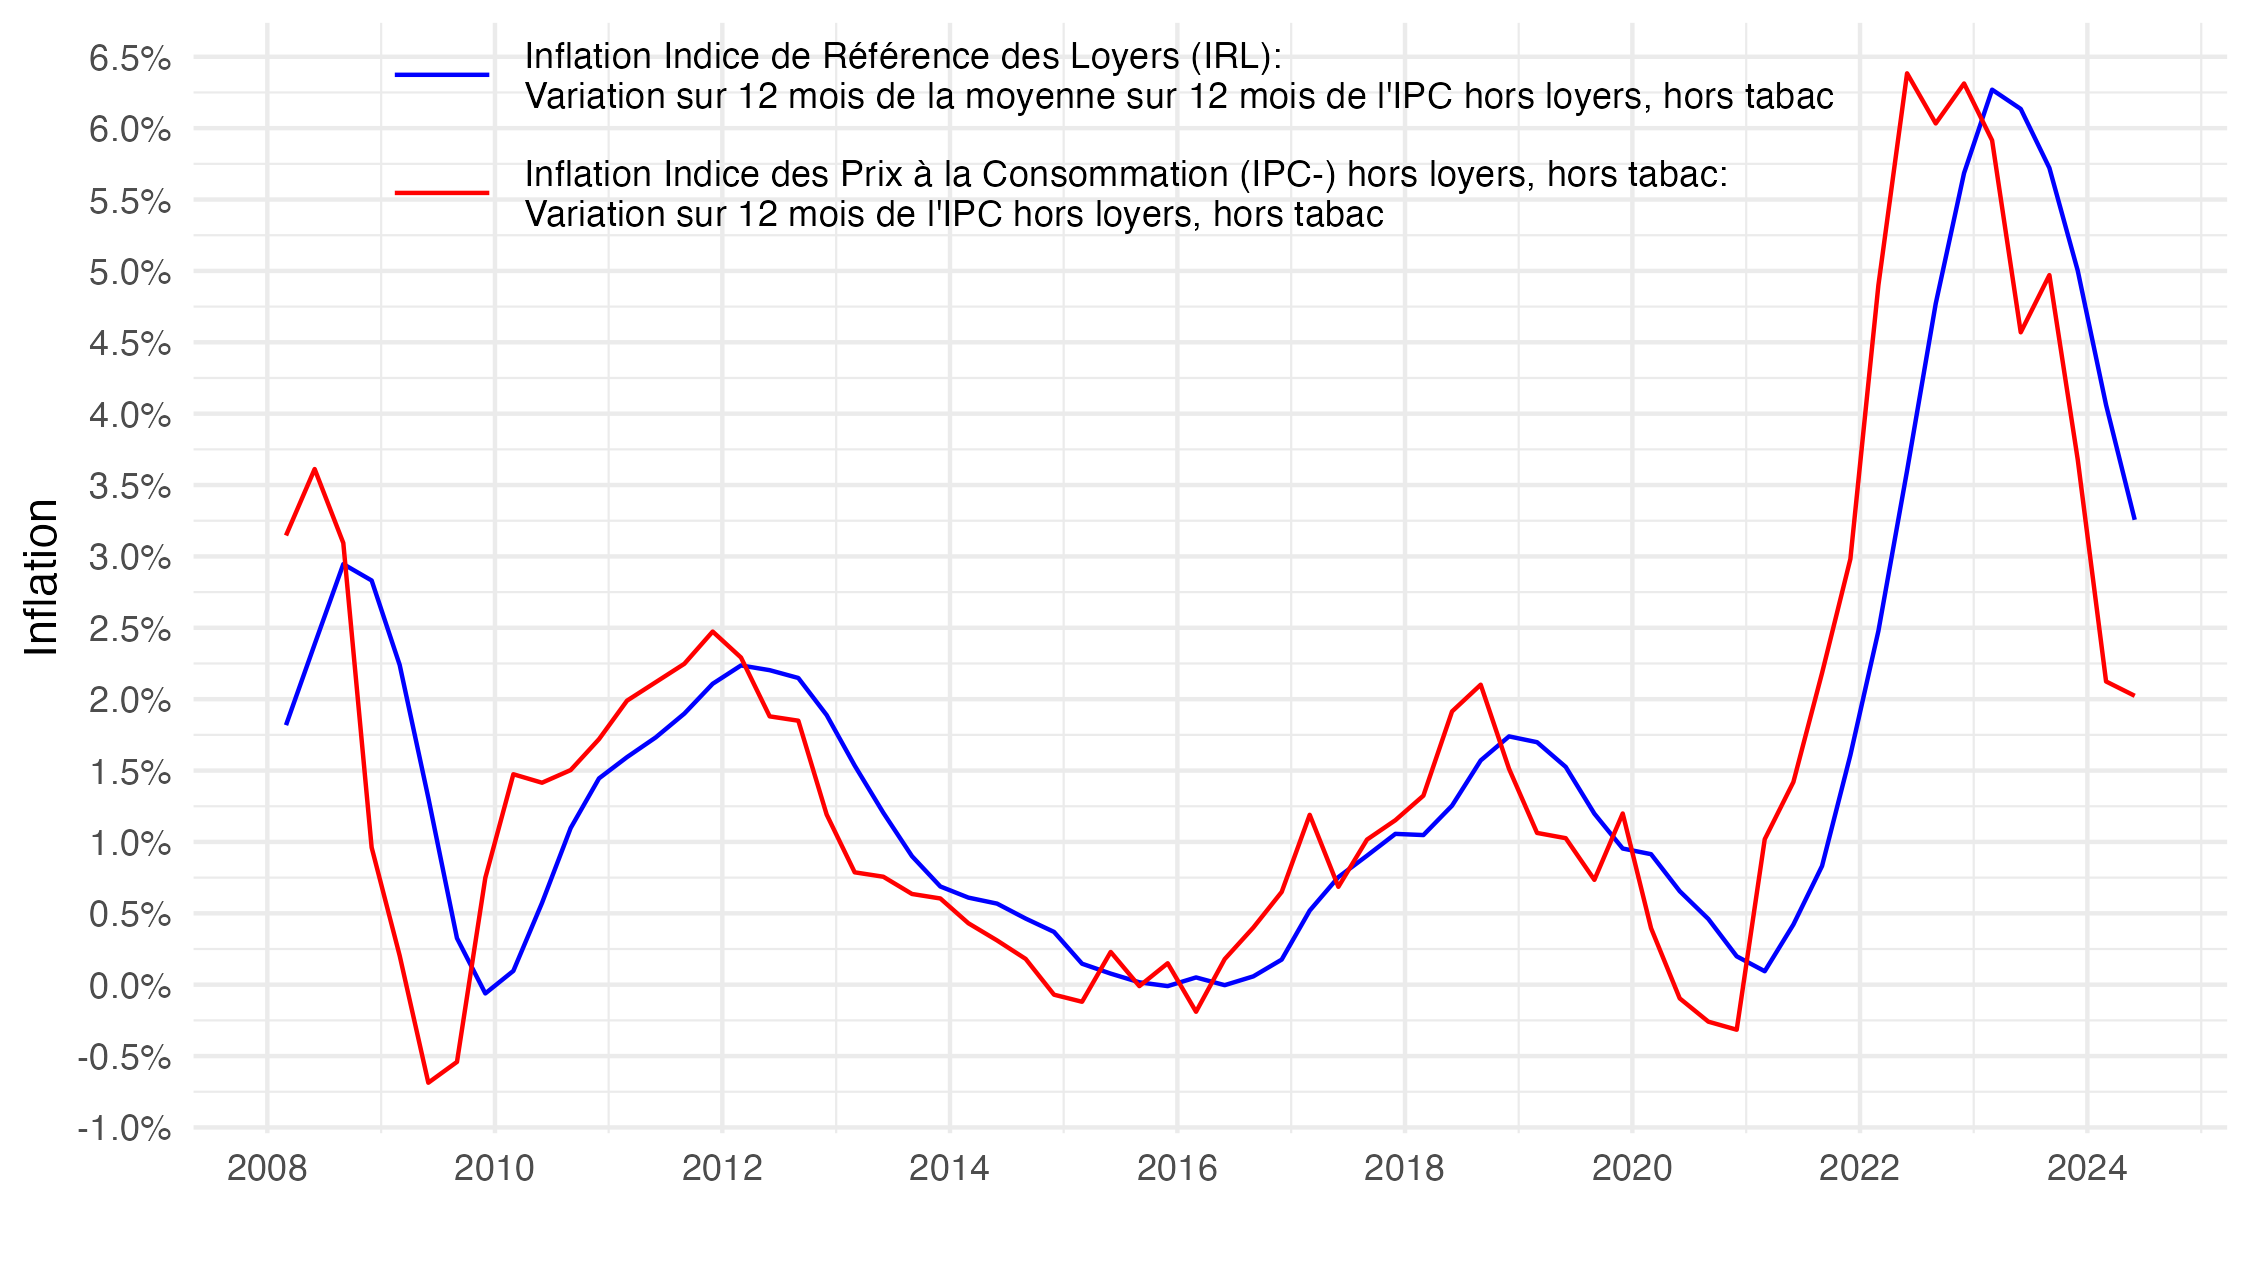 Inflation Indice de Référence des Loyers (IRL):
Variation sur 12 mois de la moyenne sur 12 mois de l'IPC hors loyers, hors tabac
Inflation Indice des Prix à la Consommation (IPC-) hors loyers, hors tabac:
Variation sur 12 mois de l'IPC hors loyers, hors tabac
Inflation
6.5%
6.0%
5.5%
5.0%
4.5%
4.0%
3.5%
3.0%
2.5%
2.0%
1.5%
1.0%
0.5%
0.0%
-0.5%
-1.0%
2008 2010 2012 2014 2016 2018 2020 2022 2024